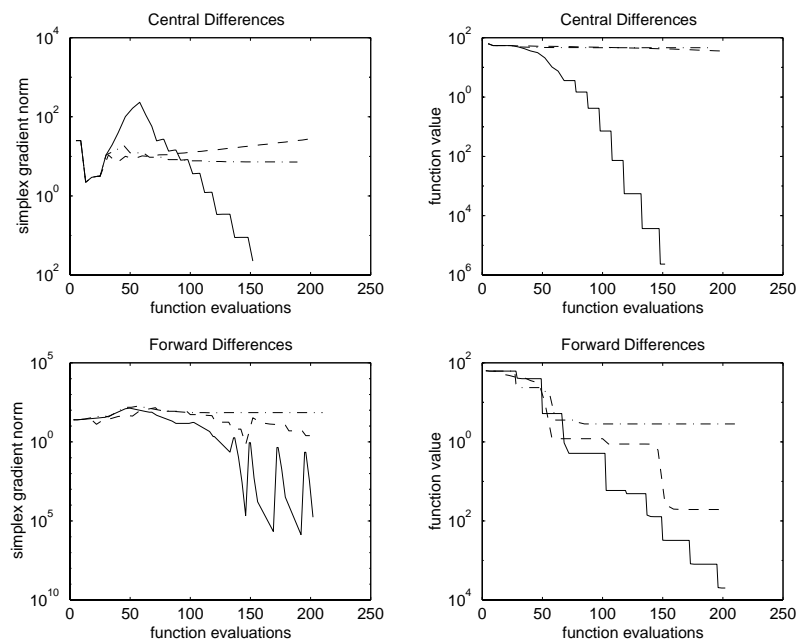 Central Differences
10^4
10^2
10^0
10^2
simplex gradient norm
0 50 100 150 200 250
function evaluations
Central Differences
10^2
10^0
10^2
10^4
10^6
function value
0 50 100 150 200 250
function evaluations
Forward Differences
10^5
10^0
10^5
10^10
simplex gradient norm
0 50 100 150 200 250
function evaluations
Forward Differences
10^2
10^0
10^2
10^4
function value
0 50 100 150 200 250
function evaluations